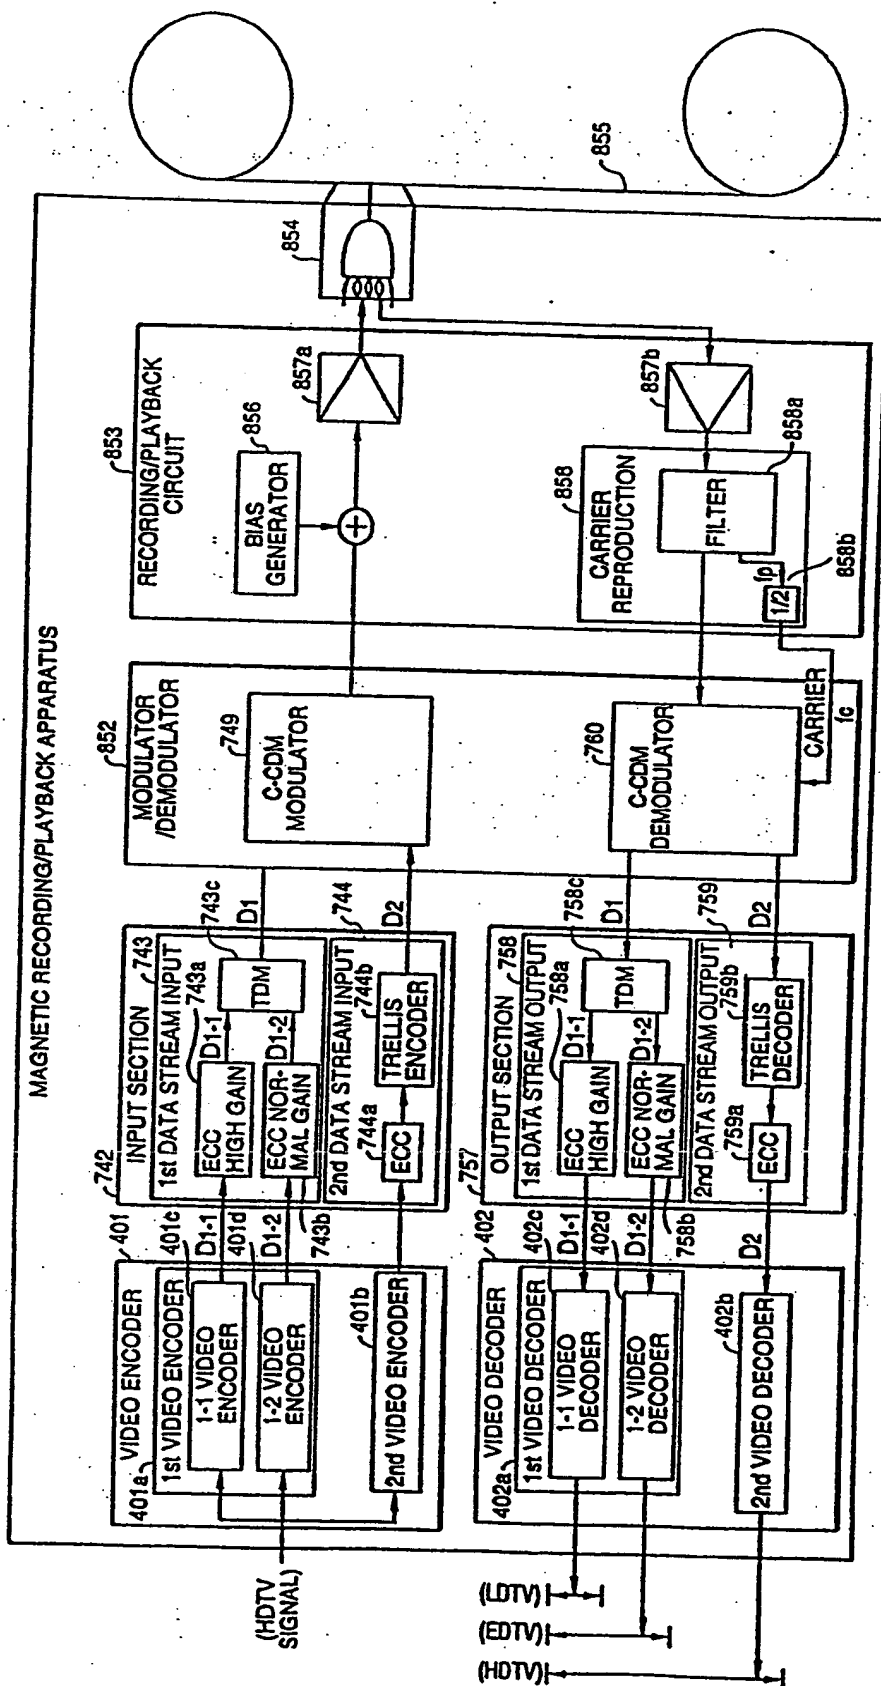 MAGNETIC RECORDING/PLAYBACK APPARATUS
401
VIDEO ENCODER
401a
1st VIDEO ENCODER
401c
1-1 VIDEO
ENCODER
401d
1-2 VIDEO
ENCODER
401b
2nd VIDEO ENCODER
(HDTV
SIGNAL)
D1-1
D1-2
742
INPUT SECTION
743
1st DATA STREAM INPUT
743a
ECC
HIGH GAIN
743b
ECC NOR-
MAL GAIN
D1-1
D1-2
743c
TDM
D1
744
2nd DATA STREAM INPUT
744a
ECC
744b
TRELLIS
ENCODER
D2
852
MODULATOR
/DEMODULATOR
749
C-CDM
MODULATOR
853
RECORDING/PLAYBACK
CIRCUIT
856
BIAS
GENERATOR
+
857a
854
855
402
VIDEO DECODER
402a
1st VIDEO DECODER
402c
1-1 VIDEO
DECODER
402d
1-2 VIDEO
DECODER
402b
2nd VIDEO DECODER
(LDTV)
(EDTV)
(HDTV)
D1-1
D1-2
D2
757
OUTPUT SECTION
758
1st DATA STREAM OUTPUT
758a
ECC
HIGH GAIN
758b
ECC NOR-
MAL GAIN
D1-1
D1-2
758c
TDM
D1
759
2nd DATA STREAM OUTPUT
759a
ECC
759b
TRELLIS
DECODER
D2
760
C-CDM
DEMODULATOR
CARRIER
fc
858
CARRIER
REPRODUCTION
858a
FILTER
fp
1/2
858b
857b